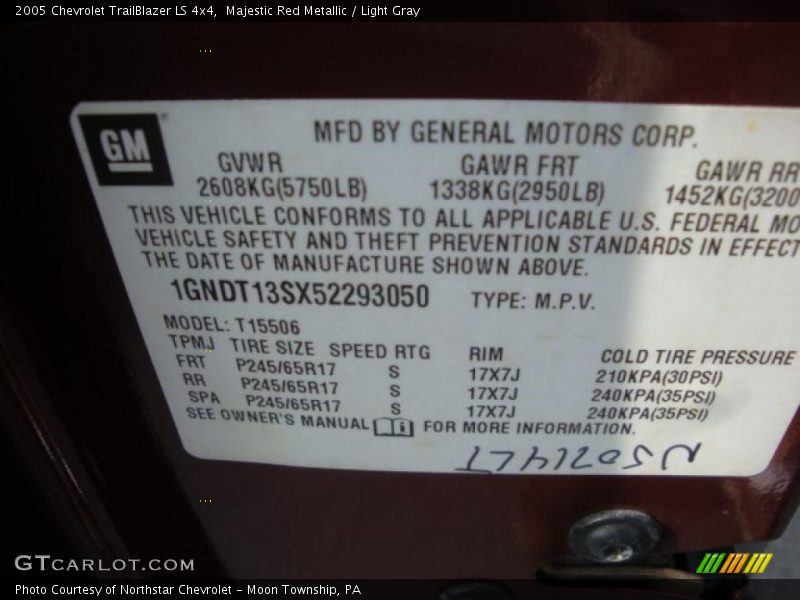 2005 Chevrolet TrailBlazer LS 4x4, Majestic Red Metallic / Light Gray
GM
MFD BY GENERAL MOTORS CORP.
GVWR GAWR FRT GAWR RR
2608KG(5750LB) 1338KG(2950LB) 1452KG(3200
THIS VEHICLE CONFORMS TO ALL APPLICABLE U.S. FEDERAL MO
VEHICLE SAFETY AND THEFT PREVENTION STANDARDS IN EFFECT
THE DATE OF MANUFACTURE SHOWN ABOVE.
1GNDT13SX52293050 TYPE: M.P.V.
MODEL: T15506
TPMJ TIRE SIZE SPEED RTG RIM COLD TIRE PRESSURE
FRT P245/65R17 S 17X7J 210KPA(30PSI)
RR P245/65R17 S 17X7J 240KPA(35PSI)
SPA P245/65R17 S 17X7J 240KPA(35PSI)
SEE OWNER'S MANUAL i FOR MORE INFORMATION.
GTCARLOT.COM
Photo Courtesy of Northstar Chevrolet - Moon Township, PA